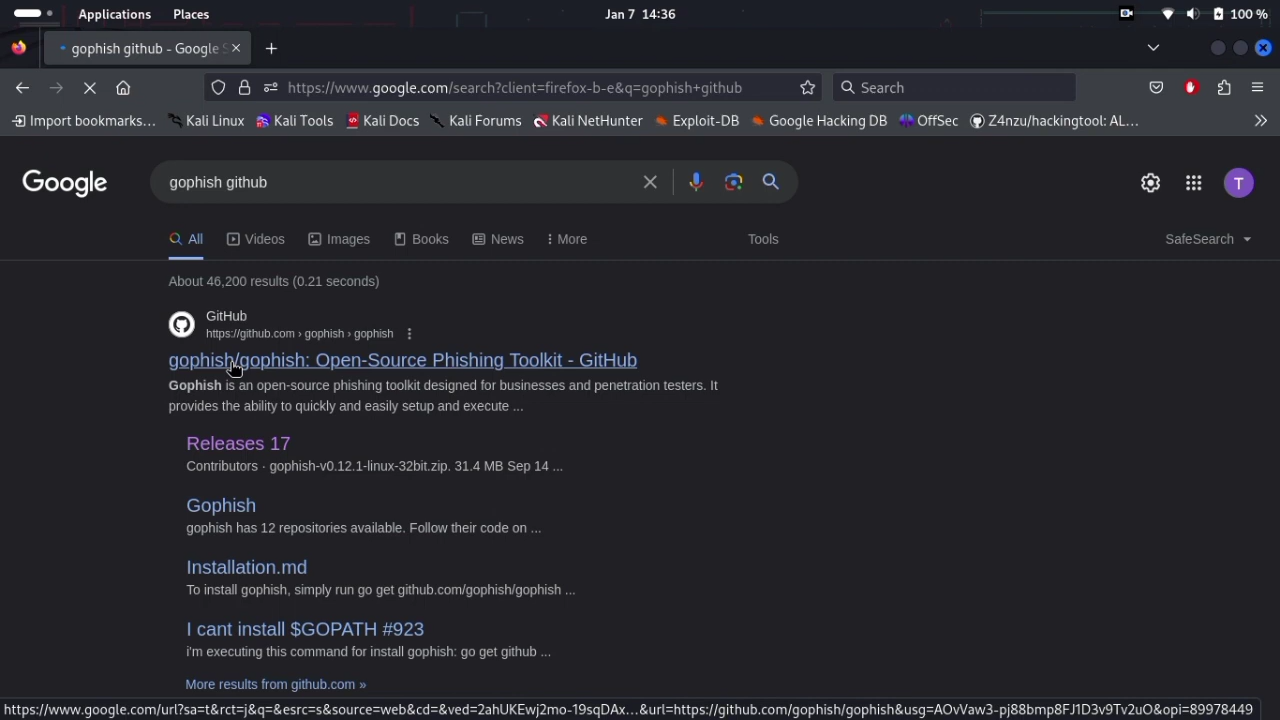 Applications Places Jan 7 14:36 100 %
gophish github - Google S
https://www.google.com/search?client=firefox-b-e&q=gophish+github Search
Import bookmarks... Kali Linux Kali Tools Kali Docs Kali Forums Kali NetHunter Exploit-DB Google Hacking DB OffSec Z4nzu/hackingtool: AL...
Google gophish github T
All Videos Images Books News More Tools SafeSearch
About 46,200 results (0.21 seconds)
GitHub
https://github.com › gophish › gophish
gophish/gophish: Open-Source Phishing Toolkit - GitHub
Gophish is an open-source phishing toolkit designed for businesses and penetration testers. It
provides the ability to quickly and easily setup and execute ...
Releases 17
Contributors · gophish-v0.12.1-linux-32bit.zip. 31.4 MB Sep 14 ...
Gophish
gophish has 12 repositories available. Follow their code on ...
Installation.md
To install gophish, simply run go get github.com/gophish/gophish ...
I cant install $GOPATH #923
i'm executing this command for install gophish: go get github ...
More results from github.com »
https://www.google.com/url?sa=t&rct=j&q=&esrc=s&source=web&cd=&ved=2ahUKEwj2mo-19sqDAx...&url=https://github.com/gophish/gophish&usg=AOvVaw3-pj88bmp8FJ1D3v9Tv2uO&opi=89978449